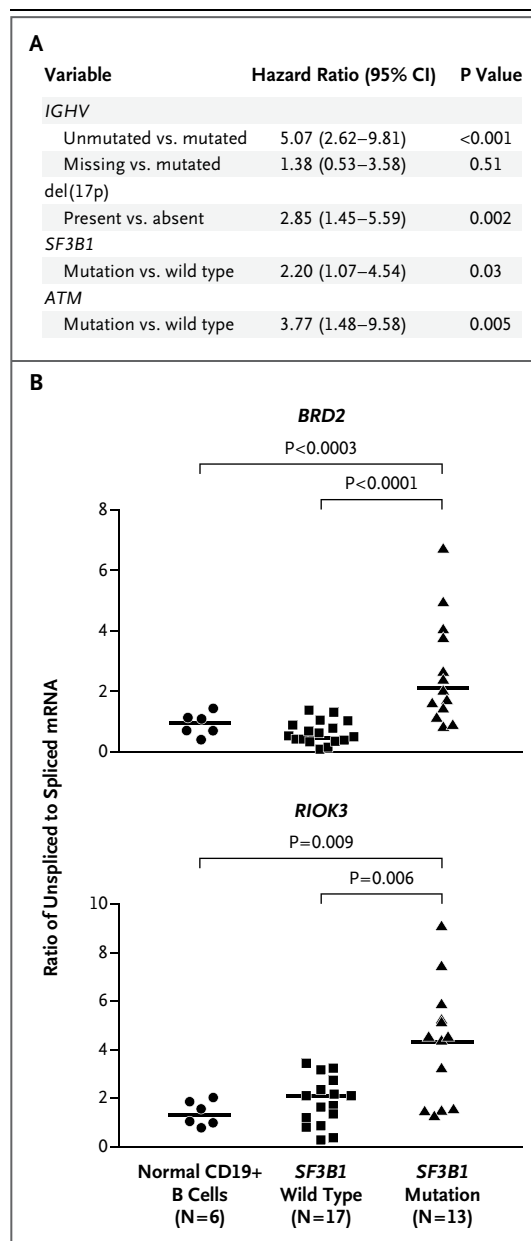 A
Variable Hazard Ratio (95% CI) P Value
IGHV
Unmutated vs. mutated 5.07 (2.62–9.81) <0.001
Missing vs. mutated 1.38 (0.53–3.58) 0.51
del(17p)
Present vs. absent 2.85 (1.45–5.59) 0.002
SF3B1
Mutation vs. wild type 2.20 (1.07–4.54) 0.03
ATM
Mutation vs. wild type 3.77 (1.48–9.58) 0.005
B
Ratio of Unspliced to Spliced mRNA
BRD2
P<0.0003
P<0.0001
8
6
4
2
0
RIOK3
P=0.009
P=0.006
10
8
6
4
2
0
Normal CD19+ SF3B1 SF3B1
B Cells Wild Type Mutation
(N=6) (N=17) (N=13)